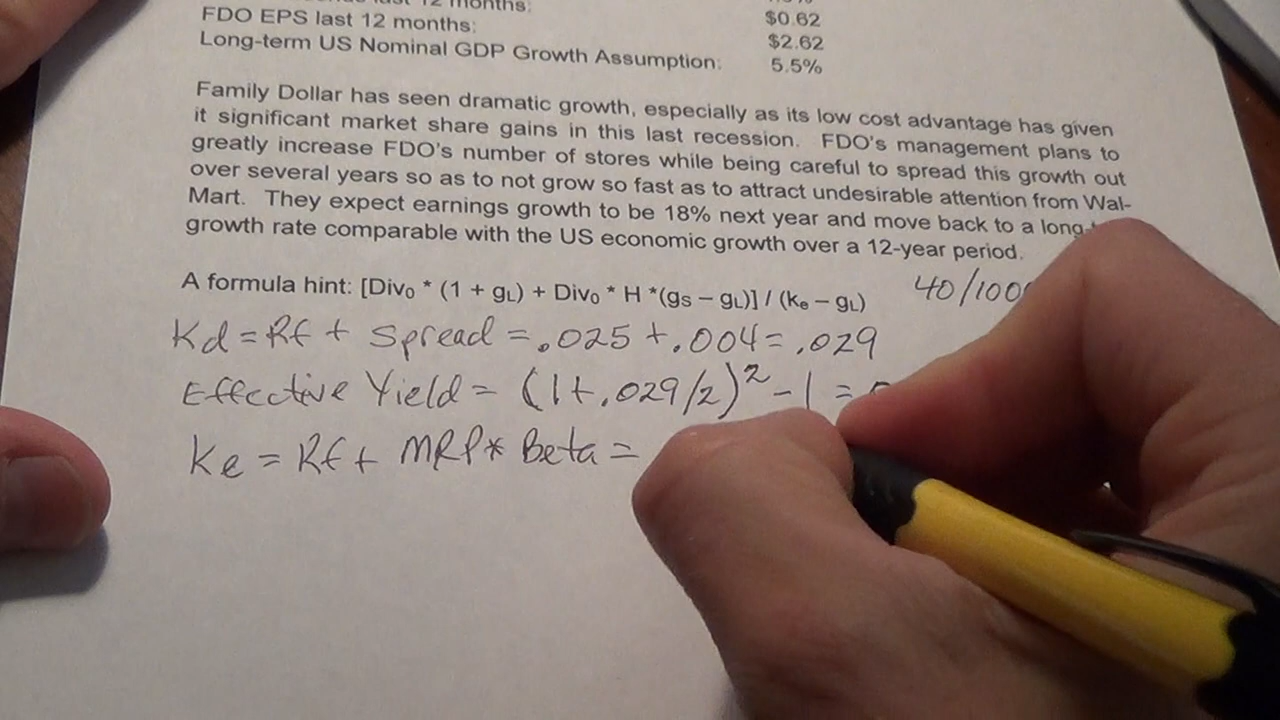 12 months:
FDO EPS last 12 months: $0.62
Long-term US Nominal GDP Growth Assumption: $2.62
5.5%
Family Dollar has seen dramatic growth, especially as its low cost advantage has given
it significant market share gains in this last recession. FDO's management plans to
greatly increase FDO's number of stores while being careful to spread this growth out
over several years so as to not grow so fast as to attract undesirable attention from Wal-
Mart. They expect earnings growth to be 18% next year and move back to a long-
growth rate comparable with the US economic growth over a 12-year period.
A formula hint: [Div₀ * (1 + gL) + Div₀ * H *(gS – gL)] / (ke – gL) 40/100
Kd = Rf + Spread = .025 + .004 = .029
Effective Yield = (1+.029/2)² - 1 =
Ke = Rf + MRP* Beta =